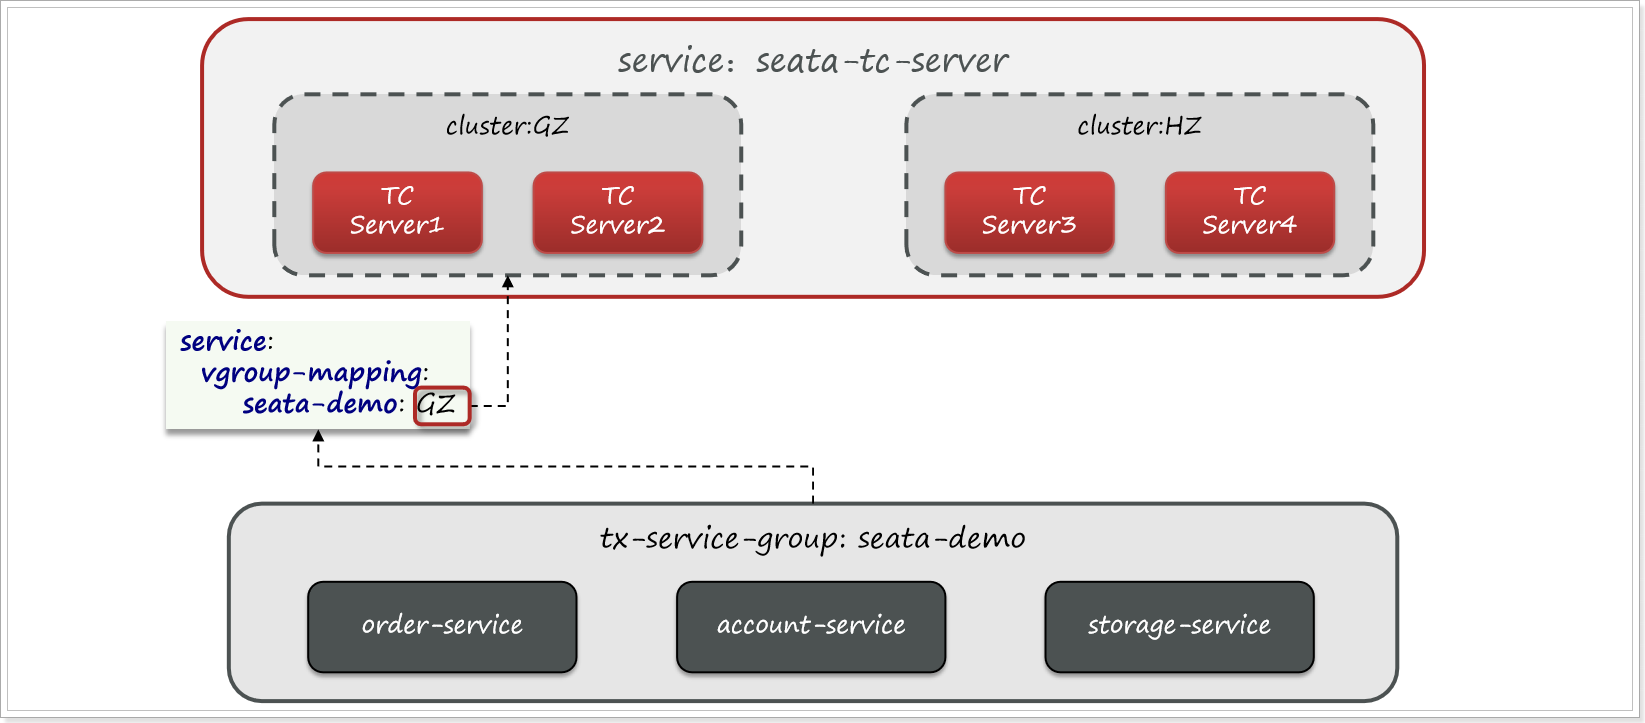 service：seata-tc-server
cluster:GZ
cluster:HZ
TC
Server1
TC
Server2
TC
Server3
TC
Server4
service:
vgroup-mapping:
seata-demo: GZ
tx-service-group: seata-demo
order-service
account-service
storage-service